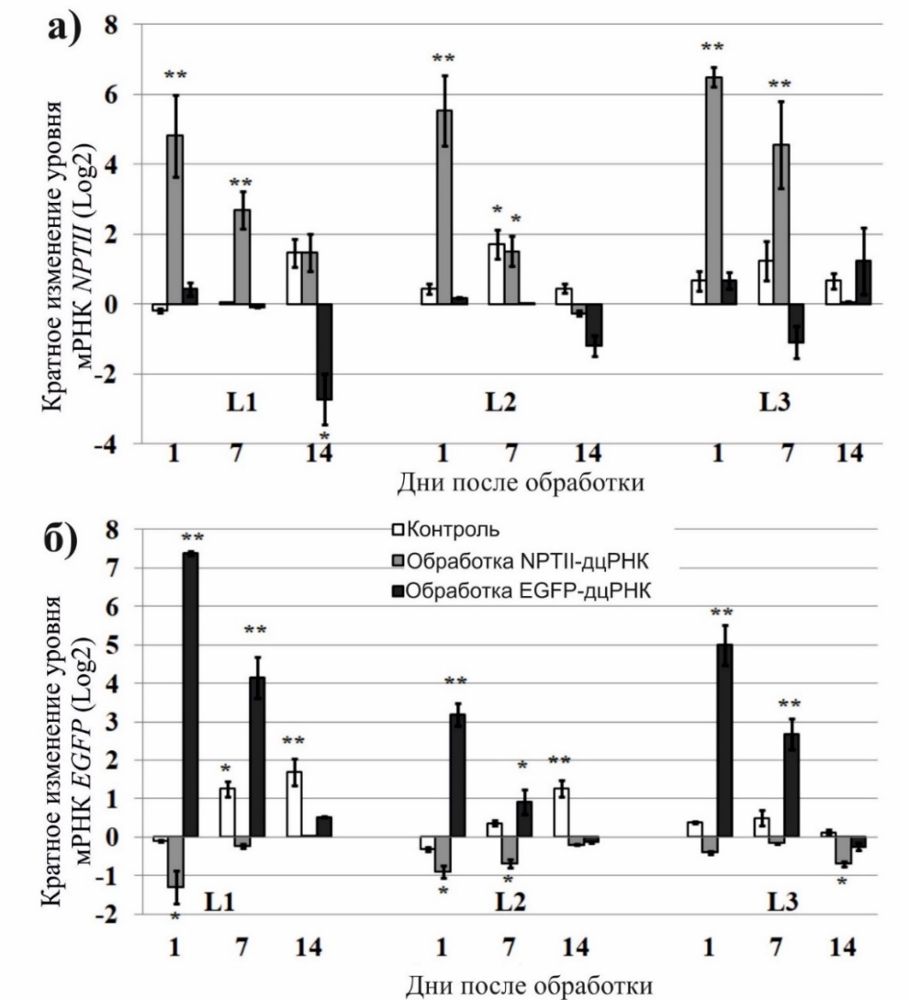 а)
Кратное изменение уровня
мРНК NPTII (Log2)
8
6
4
2
0
-2
-4
**
**
*
**
*
*
**
**
L1
L2
L3
1 7 14 1 7 14 1 7 14
Дни после обработки
б)
Кратное изменение уровня
мРНК EGFP (Log2)
8
7
6
5
4
3
2
1
0
-1
-2
Контроль
Обработка NPTII-дцРНК
Обработка EGFP-дцРНК
*
**
*
**
**
*
**
*
*
**
**
**
*
L1
L2
L3
1 7 14 1 7 14 1 7 14
Дни после обработки